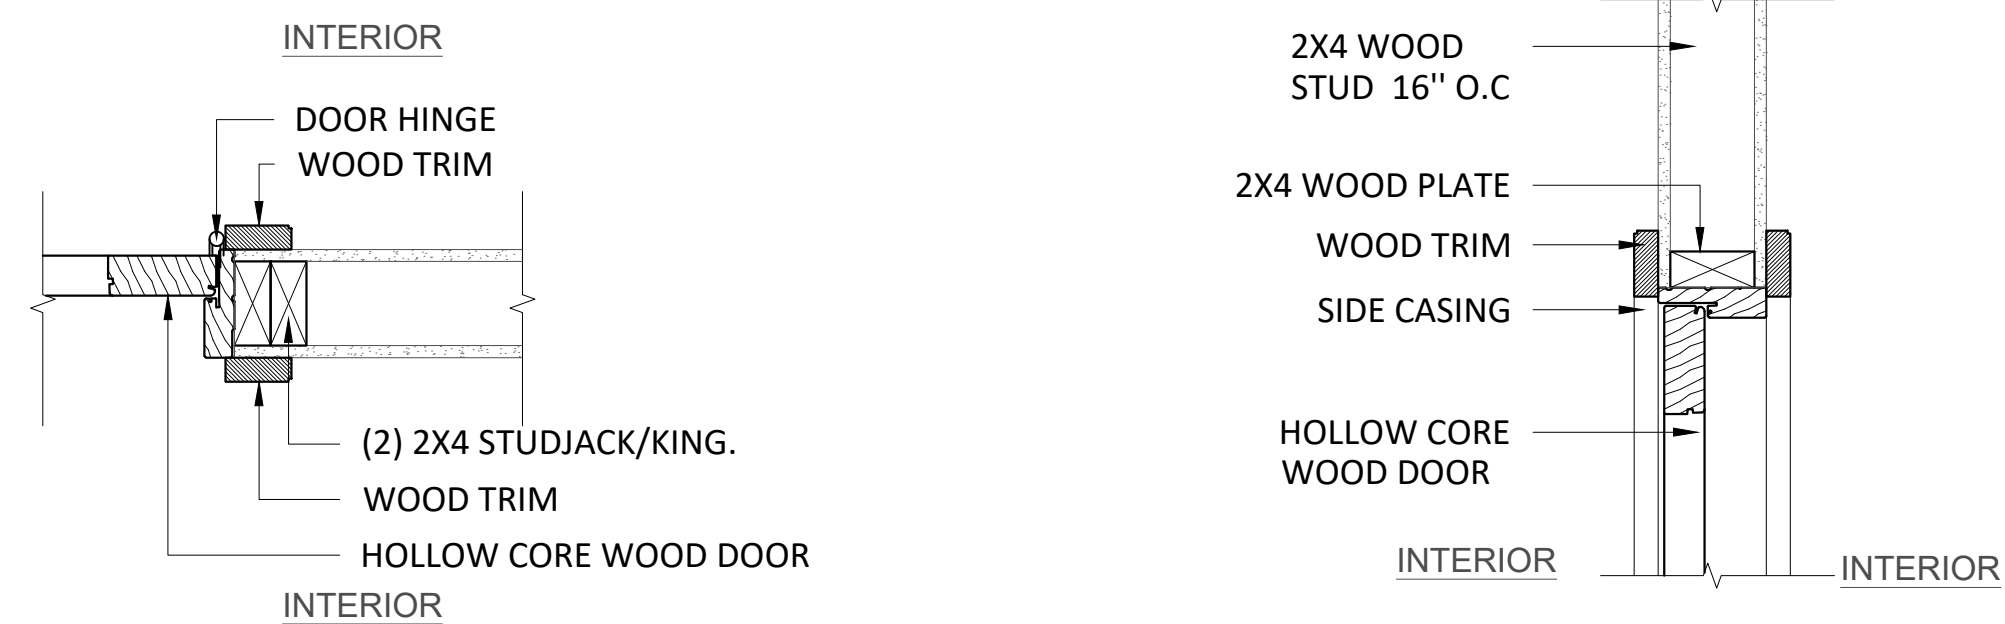 INTERIOR
DOOR HINGE
WOOD TRIM
(2) 2X4 STUDJACK/KING.
WOOD TRIM
HOLLOW CORE WOOD DOOR
INTERIOR
2X4 WOOD
STUD 16'' O.C
2X4 WOOD PLATE
WOOD TRIM
SIDE CASING
HOLLOW CORE
WOOD DOOR
INTERIOR
INTERIOR